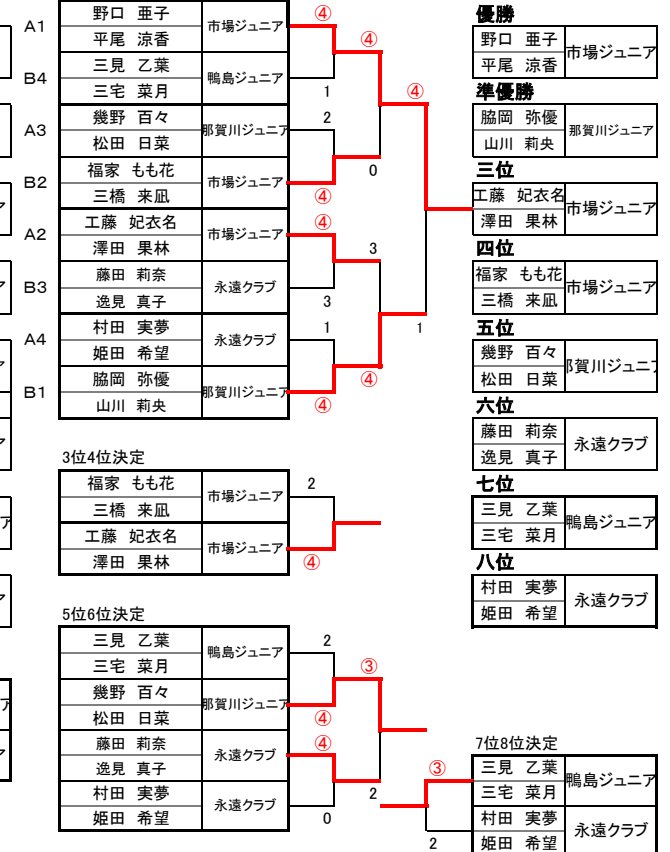 A1
野口 亜子
平尾 涼香
市場ジュニア
④
B4
三見 乙葉
三宅 菜月
鴨島ジュニア
1
④
A3
幾野 百々
松田 日菜
那賀川ジュニア
2
B2
福家 もも花
三橋 来凪
市場ジュニア
④
0
④
A2
工藤 妃衣名
澤田 果林
市場ジュニア
④
B3
藤田 莉奈
逸見 真子
永遠クラブ
3
3
A4
村田 実夢
姫田 希望
永遠クラブ
1
B1
脇岡 弥優
山川 莉央
那賀川ジュニア
④
④
1
3位4位決定
福家 もも花
三橋 来凪
市場ジュニア
2
工藤 妃衣名
澤田 果林
市場ジュニア
④
5位6位決定
三見 乙葉
三宅 菜月
鴨島ジュニア
2
幾野 百々
松田 日菜
那賀川ジュニア
④
③
藤田 莉奈
逸見 真子
永遠クラブ
④
村田 実夢
姫田 希望
永遠クラブ
0
2
優勝
野口 亜子
平尾 涼香
市場ジュニア
準優勝
脇岡 弥優
山川 莉央
那賀川ジュニア
三位
工藤 妃衣名
澤田 果林
市場ジュニア
四位
福家 もも花
三橋 来凪
市場ジュニア
五位
幾野 百々
松田 日菜
賀川ジュニ
六位
藤田 莉奈
逸見 真子
永遠クラブ
七位
三見 乙葉
三宅 菜月
鴨島ジュニア
八位
村田 実夢
姫田 希望
永遠クラブ
7位8位決定
③
三見 乙葉
三宅 菜月
鴨島ジュニア
2
村田 実夢
姫田 希望
永遠クラブ